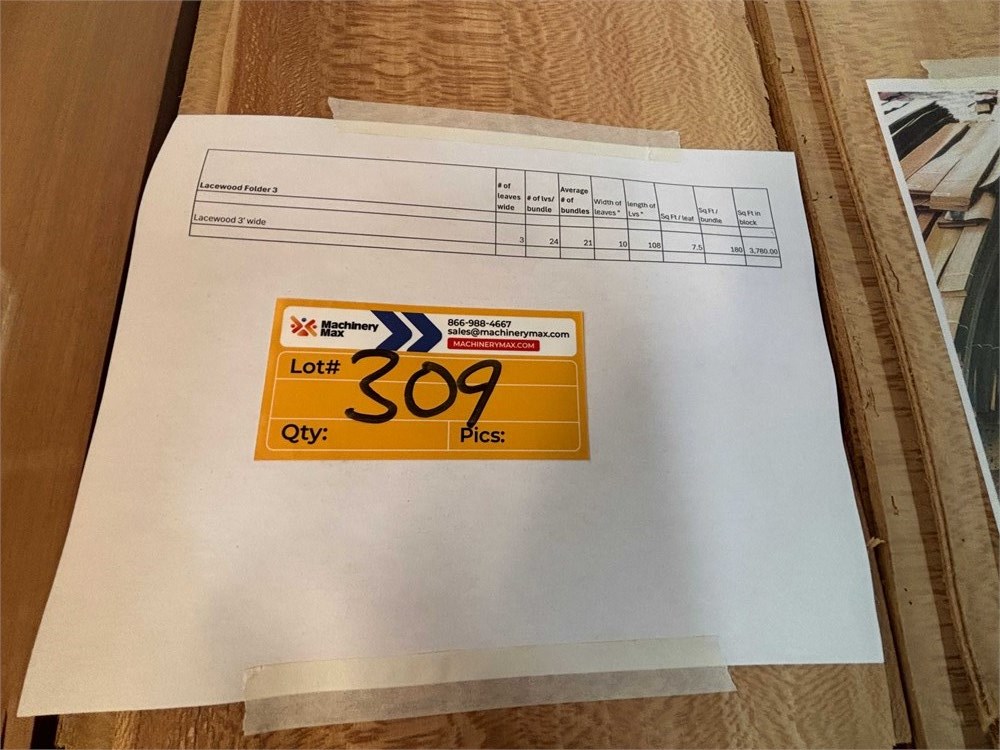 Lacewood Folder 3
# of leaves wide
# of lvs/ bundle
Average # of bundles
Width of leaves "
length of Lvs "
Sq Ft / leaf
Sq Ft / bundle
Sq Ft in block
Lacewood 3' wide
3 24 21 10 108 7.5 180 3,780.00
Machinery Max
866-988-4667
sales@machinerymax.com
MACHINERYMAX.COM
Lot# 309
Qty: Pics: